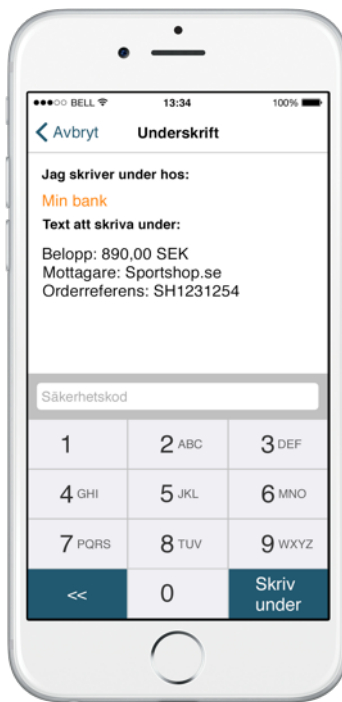 BELL 13:34 100%
Avbryt Underskrift
Jag skriver under hos:
Min bank
Text att skriva under:
Belopp: 890,00 SEK
Mottagare: Sportshop.se
Orderreferens: SH1231254
Säkerhetskod
1 2 ABC 3 DEF
4 GHI 5 JKL 6 MNO
7 PQRS 8 TUV 9 WXYZ
<< 0 Skriv
under